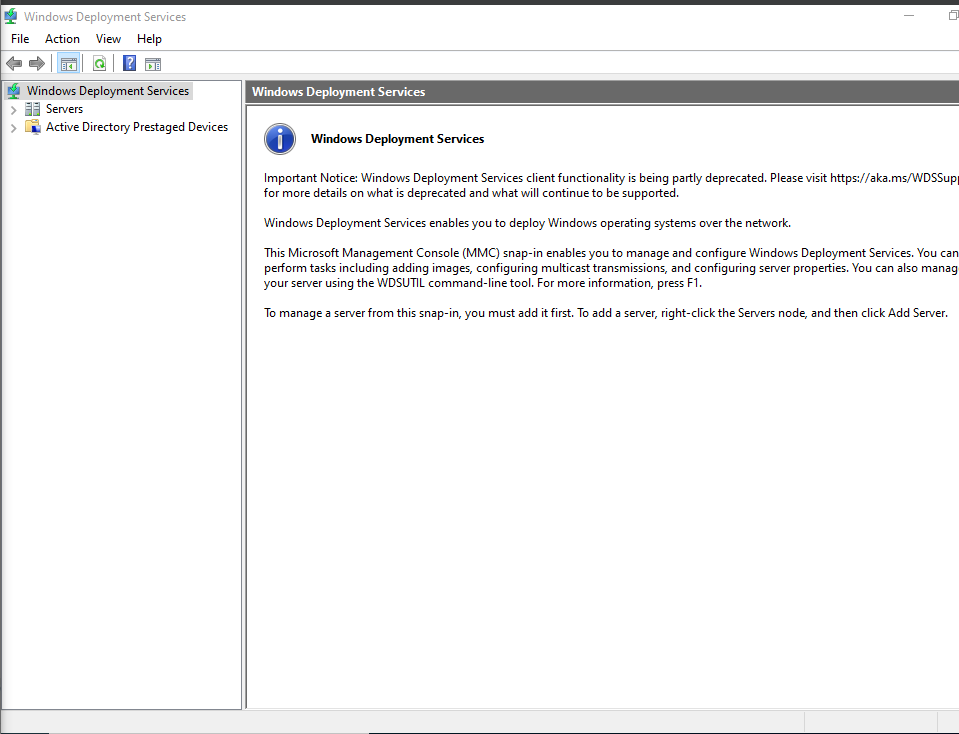 Windows Deployment Services
File Action View Help
Windows Deployment Services
Servers
Active Directory Prestaged Devices
Windows Deployment Services
Windows Deployment Services
Important Notice: Windows Deployment Services client functionality is being partly deprecated. Please visit https://aka.ms/WDSSupp
for more details on what is deprecated and what will continue to be supported.
Windows Deployment Services enables you to deploy Windows operating systems over the network.
This Microsoft Management Console (MMC) snap-in enables you to manage and configure Windows Deployment Services. You can
perform tasks including adding images, configuring multicast transmissions, and configuring server properties. You can also manag
your server using the WDSUTIL command-line tool. For more information, press F1.
To manage a server from this snap-in, you must add it first. To add a server, right-click the Servers node, and then click Add Server.